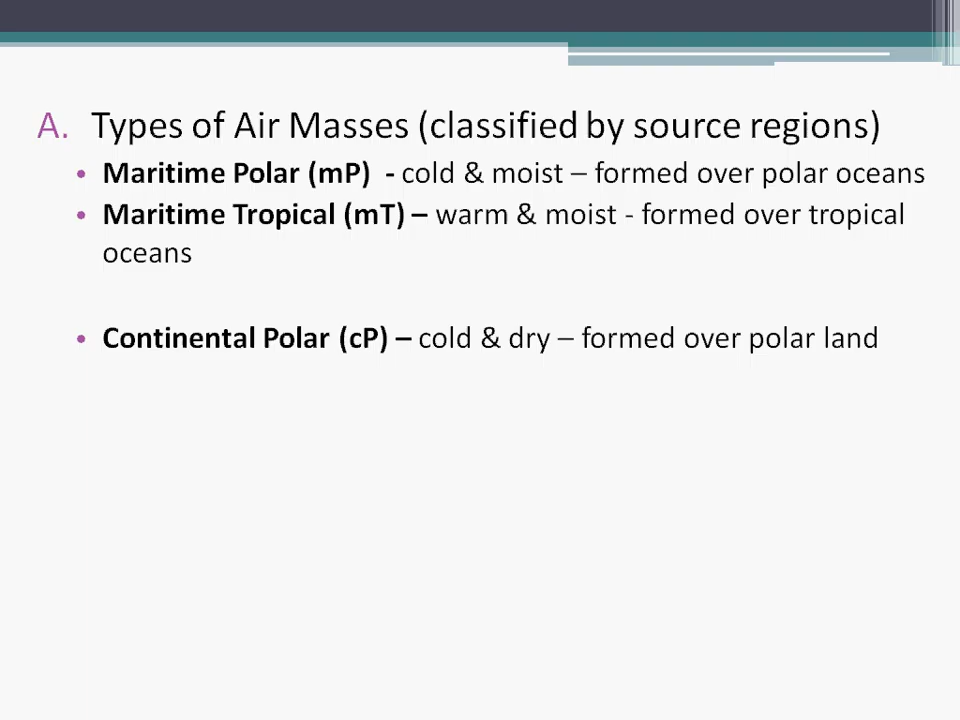 A. Types of Air Masses (classified by source regions)
• Maritime Polar (mP) - cold & moist – formed over polar oceans
• Maritime Tropical (mT) – warm & moist - formed over tropical
oceans
• Continental Polar (cP) – cold & dry – formed over polar land